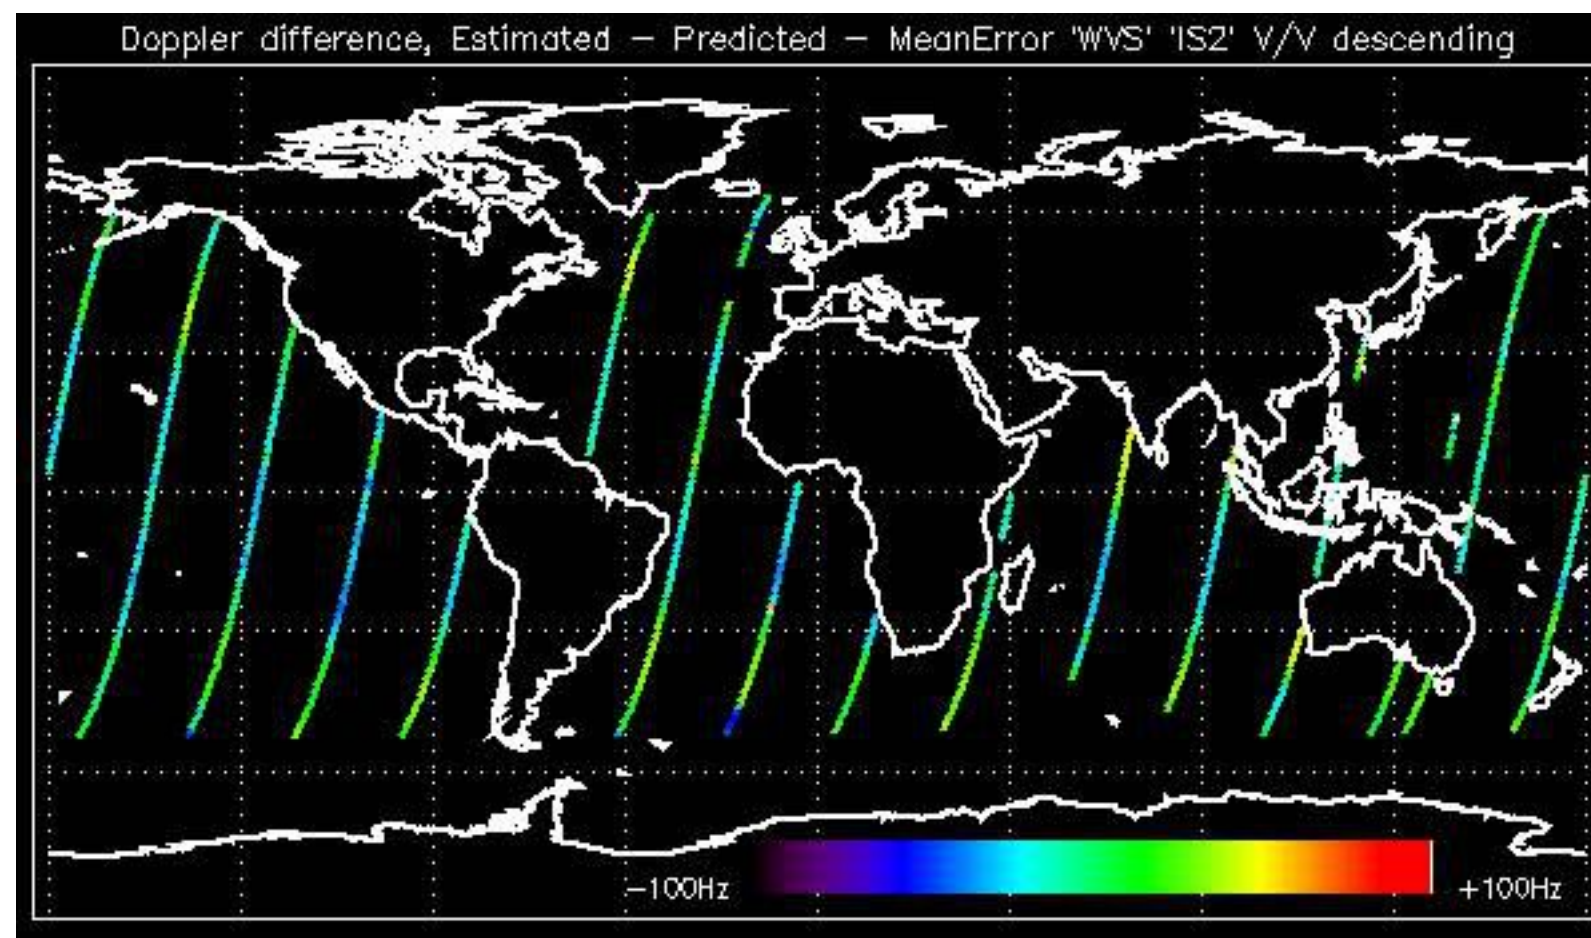 Doppler difference, Estimated – Predicted – MeanError 'WVS' 'IS2' V/V descending
–100Hz +100Hz